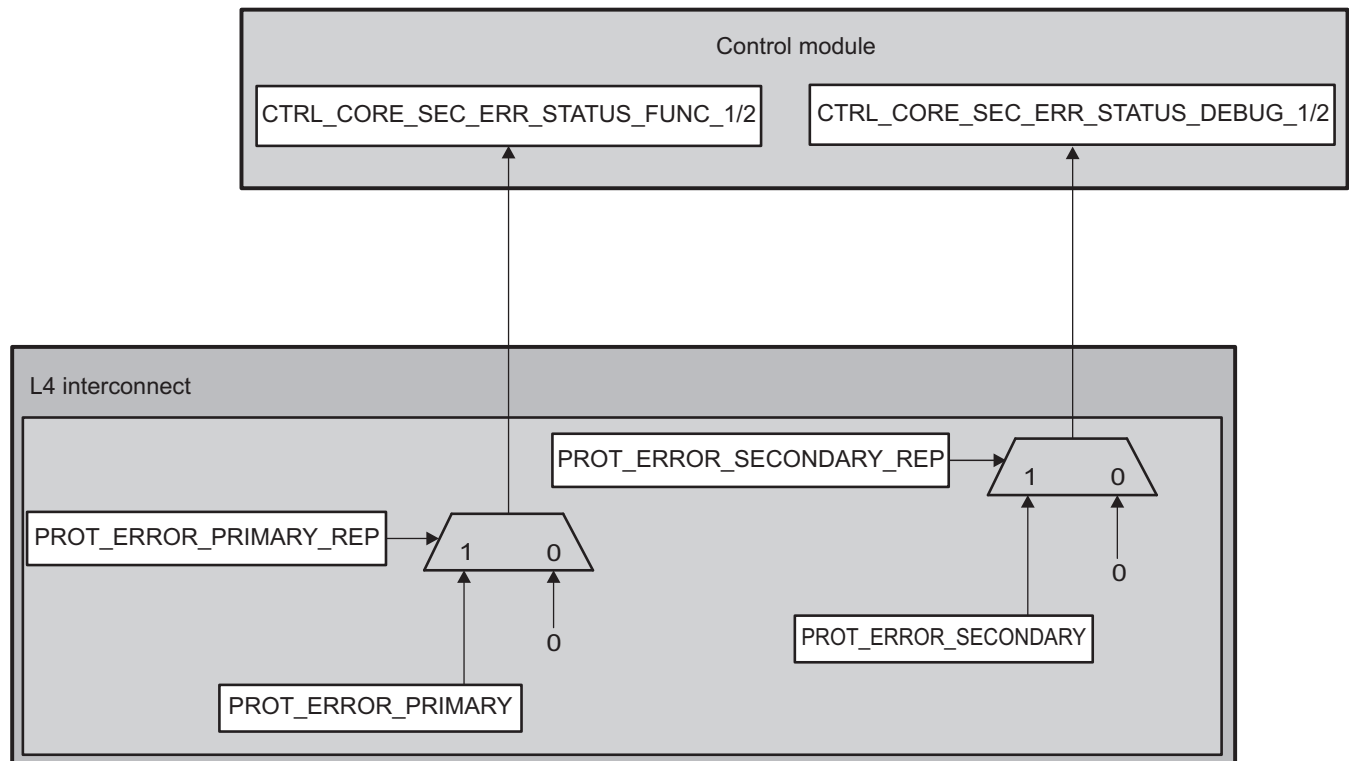 Control module
CTRL_CORE_SEC_ERR_STATUS_FUNC_1/2
CTRL_CORE_SEC_ERR_STATUS_DEBUG_1/2
L4 interconnect
PROT_ERROR_SECONDARY_REP
1 0
0
PROT_ERROR_PRIMARY_REP
1 0
0
PROT_ERROR_SECONDARY
PROT_ERROR_PRIMARY